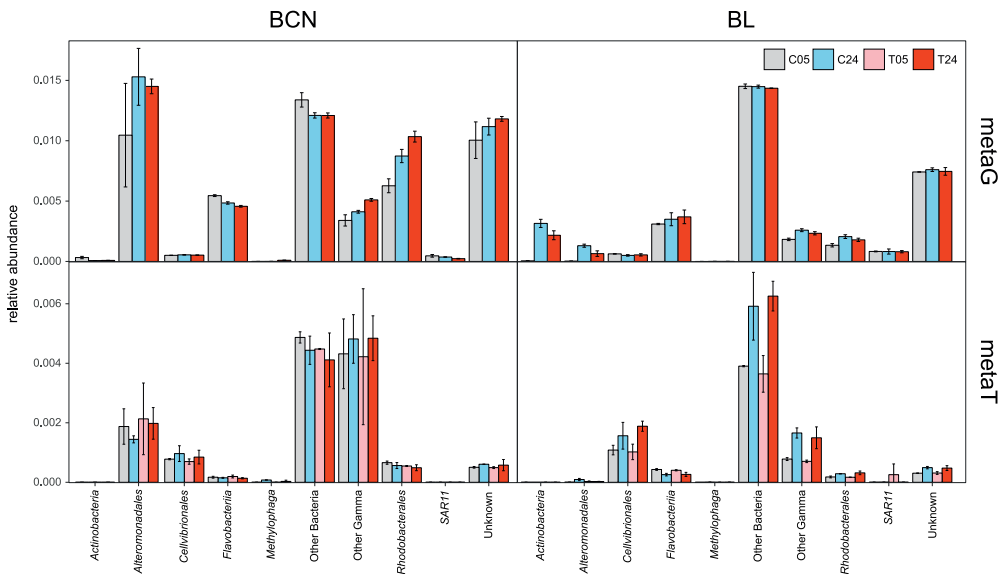 BCN BL
C05 C24 T05 T24
0.015
0.010
0.005
0.000
metaG
relative abundance
0.006
0.004
0.002
0.000
metaT
Actinobacteria Alteromonadales Cellvibrionales Flavobacteriia Methylophaga Other Bacteria Other Gamma Rhodobacterales SAR11 Unknown Actinobacteria Alteromonadales Cellvibrionales Flavobacteriia Methylophaga Other Bacteria Other Gamma Rhodobacterales SAR11 Unknown